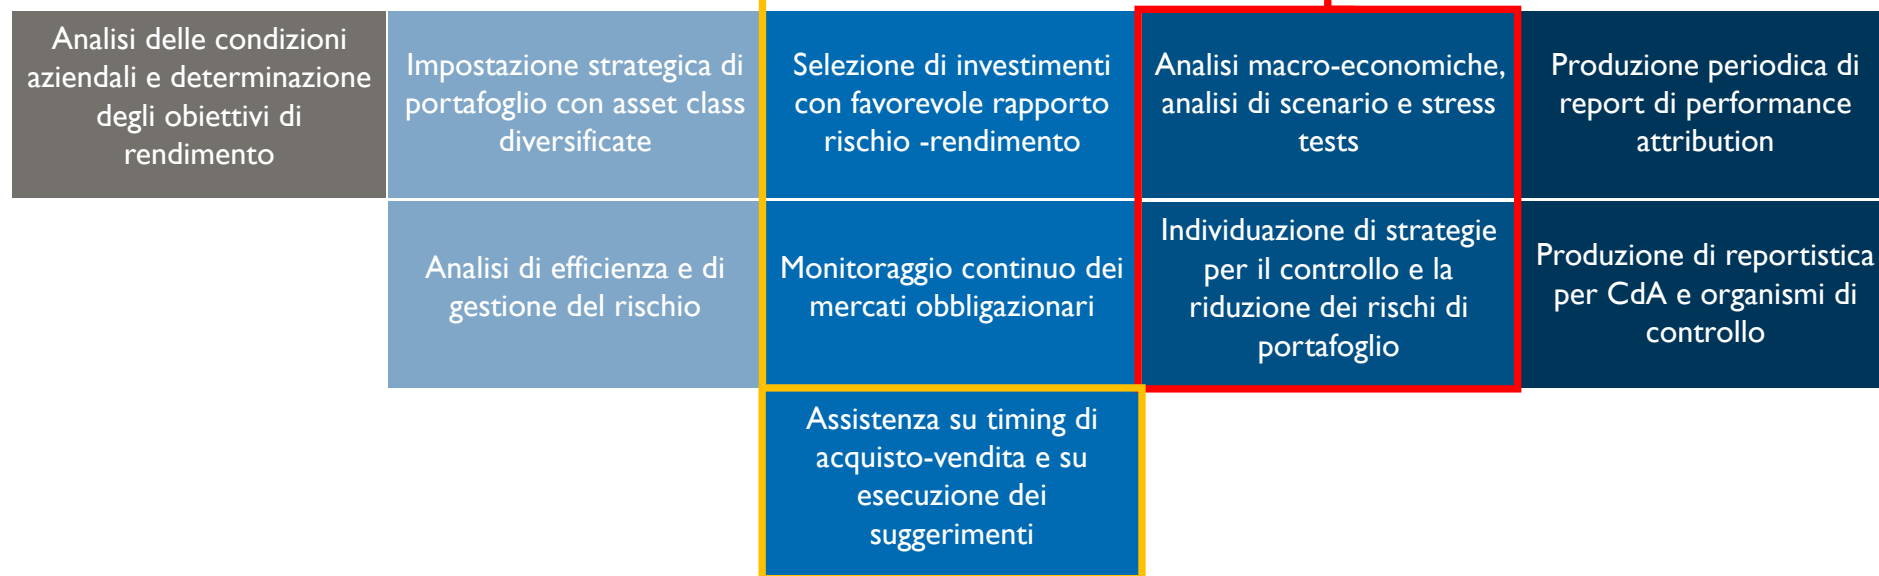 Analisi delle condizioni
aziendali e determinazione
degli obiettivi di
rendimento
Impostazione strategica di
portafoglio con asset class
diversificate
Selezione di investimenti
con favorevole rapporto
rischio -rendimento
Analisi macro-economiche,
analisi di scenario e stress
tests
Produzione periodica di
report di performance
attribution
Analisi di efficienza e di
gestione del rischio
Monitoraggio continuo dei
mercati obbligazionari
Individuazione di strategie
per il controllo e la
riduzione dei rischi di
portafoglio
Produzione di reportistica
per CdA e organismi di
controllo
Assistenza su timing di
acquisto-vendita e su
esecuzione dei
suggerimenti